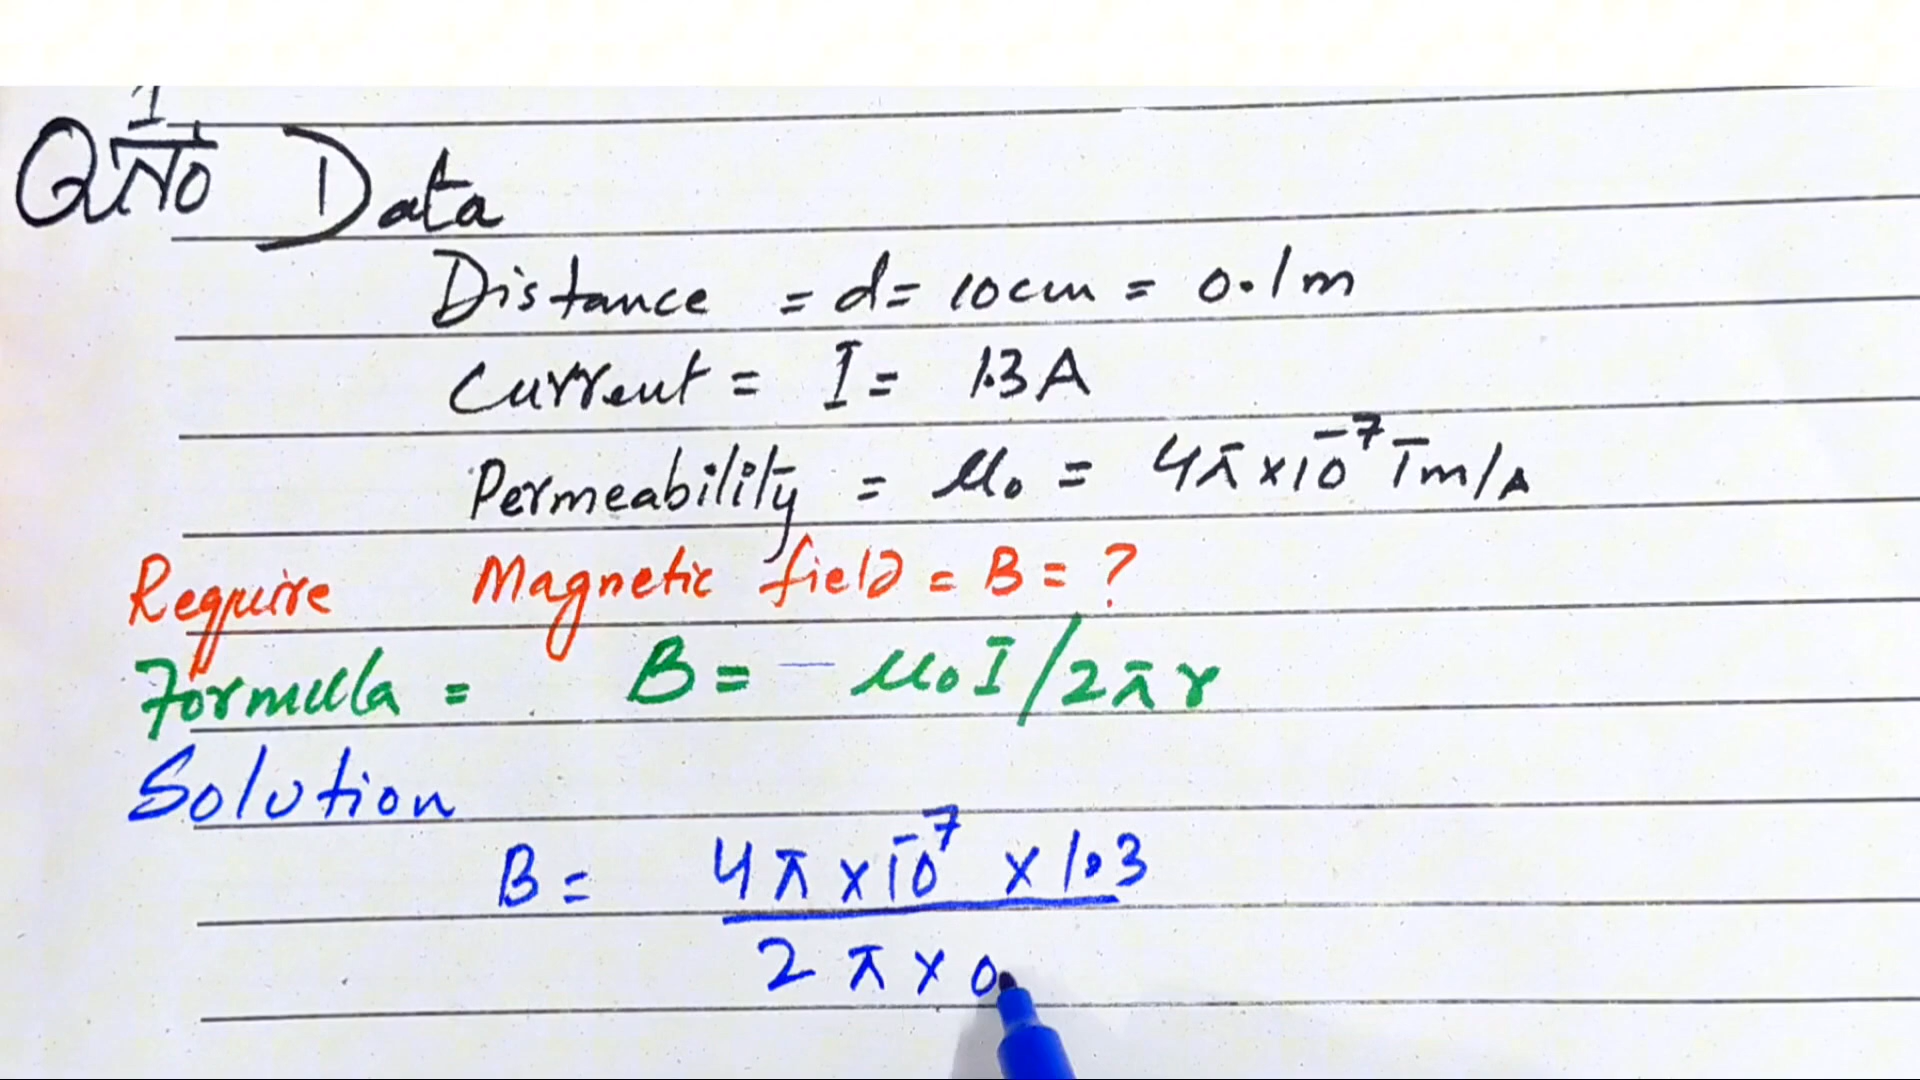 Q No 1 Data
Distance = d = 10cm = 0.1m
Current = I = 1.3A
Permeability = μ₀ = 4π×10⁻⁷ Tm/A
Require Magnetic field = B = ?
Formula = B = μ₀I/2πr
Solution
B = 4π×10⁻⁷ × 1.3
2π × 0